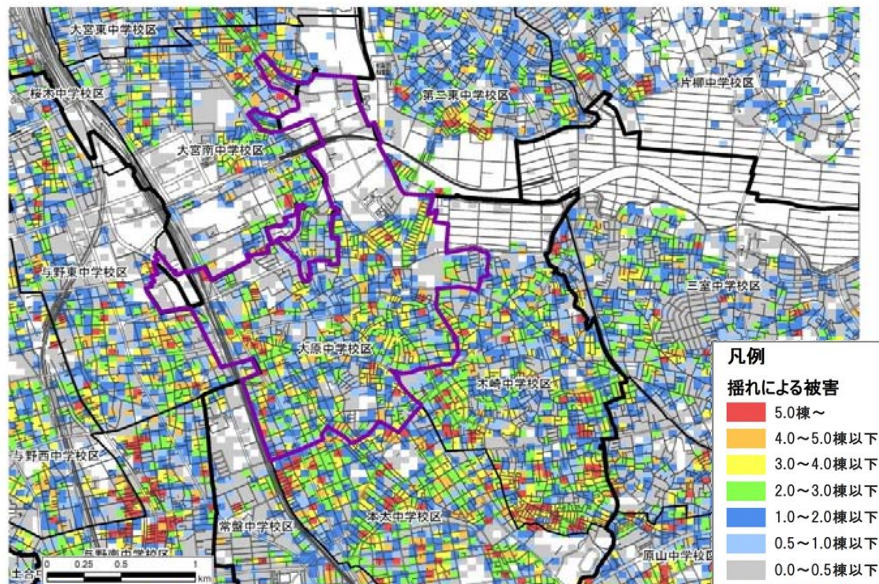 大宮東中学校区
桜木中学校区
第二東中学校区
片柳中学校区
大宮南中学校区
与野東中学校区
三室中学校区
大原中学校区
木崎中学校区
与野西中学校区
常盤中学校区
本太中学校区
与野南中学校区
原山中学校区
土合中
0 0.25 0.5 1
km
凡例
揺れによる被害
5.0棟～
4.0～5.0棟以下
3.0～4.0棟以下
2.0～3.0棟以下
1.0～2.0棟以下
0.5～1.0棟以下
0.0～0.5棟以下